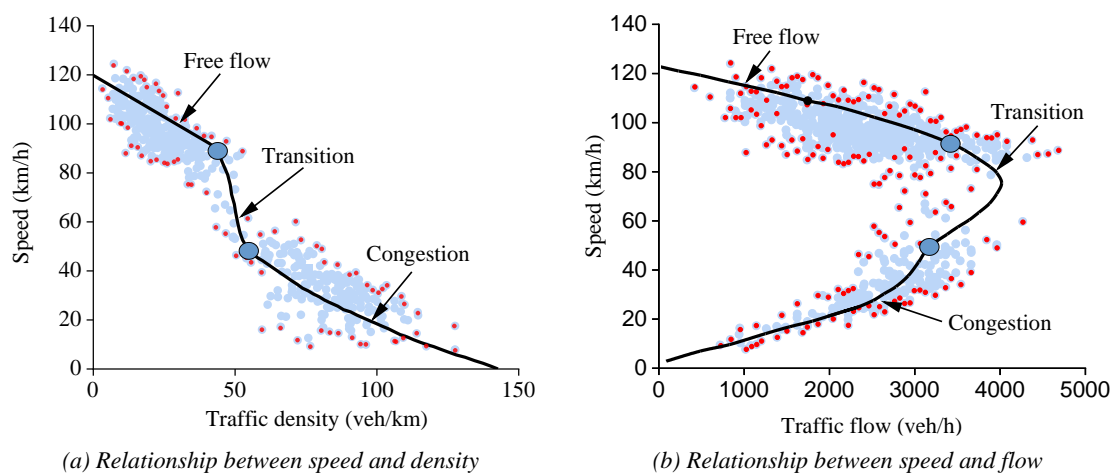 140
120
100
80
60
40
20
0
Speed (km/h)
Free flow
Transition
Congestion
0
50
100
150
Traffic density (veh/km)
(a) Relationship between speed and density
140
120
100
80
60
40
20
0
Speed (km/h)
Free flow
Transition
Congestion
0
1000
2000
3000
4000
5000
Traffic flow (veh/h)
(b) Relationship between speed and flow